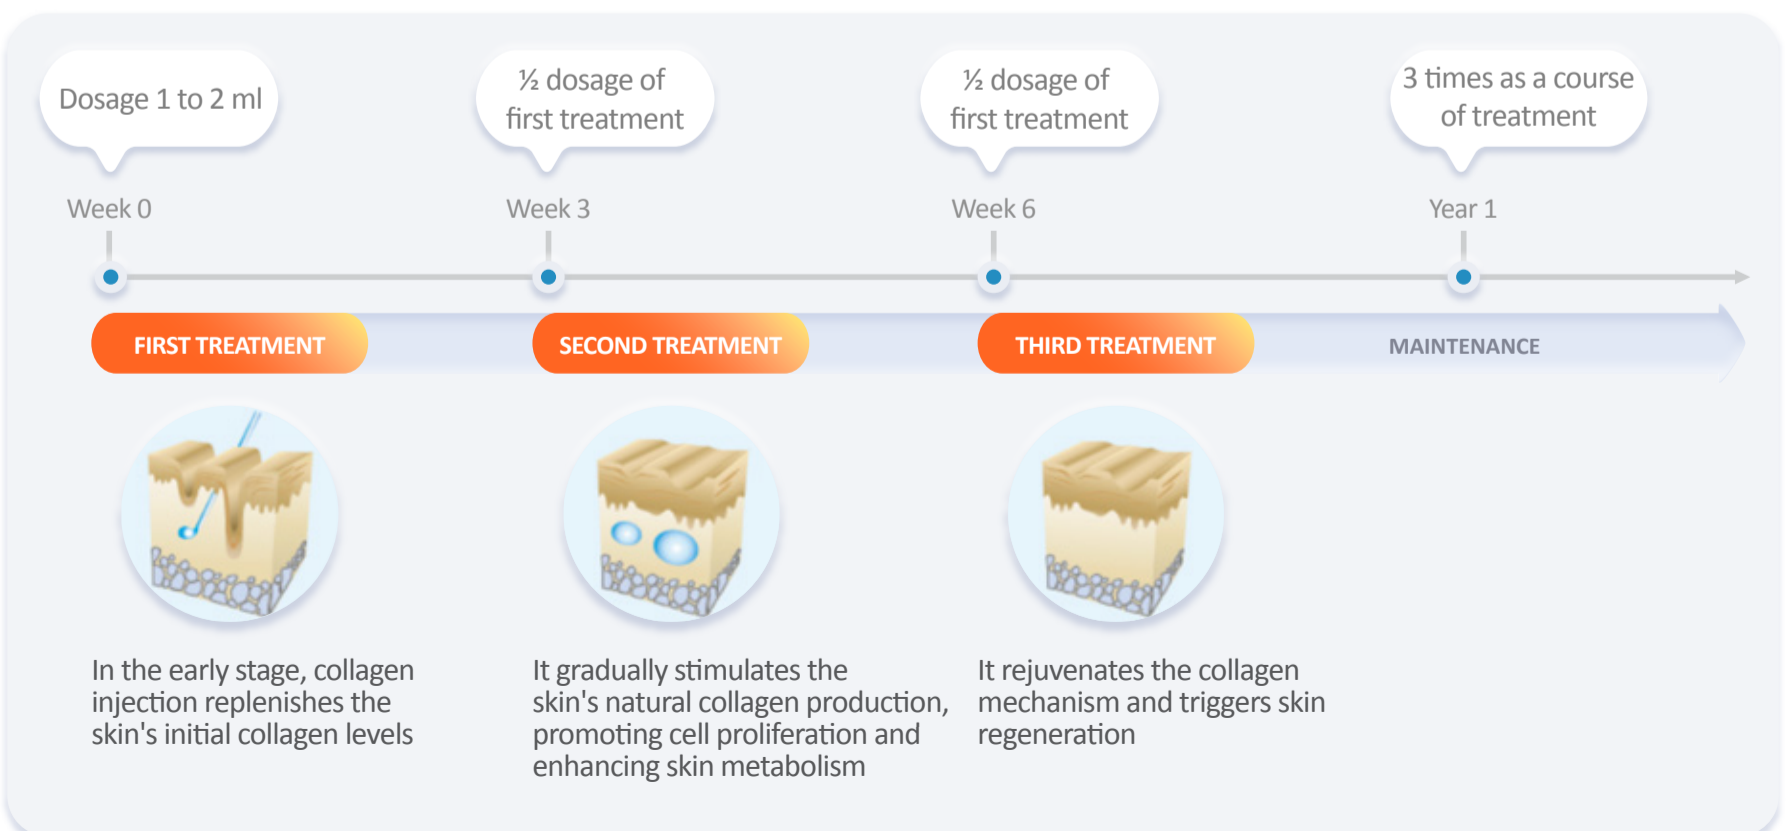 Dosage 1 to 2 ml
½ dosage of
first treatment
½ dosage of
first treatment
3 times as a course
of treatment
Week 0
Week 3
Week 6
Year 1
FIRST TREATMENT
SECOND TREATMENT
THIRD TREATMENT
MAINTENANCE
In the early stage, collagen
injection replenishes the
skin's initial collagen levels
It gradually stimulates the
skin's natural collagen production,
promoting cell proliferation and
enhancing skin metabolism
It rejuvenates the collagen
mechanism and triggers skin
regeneration